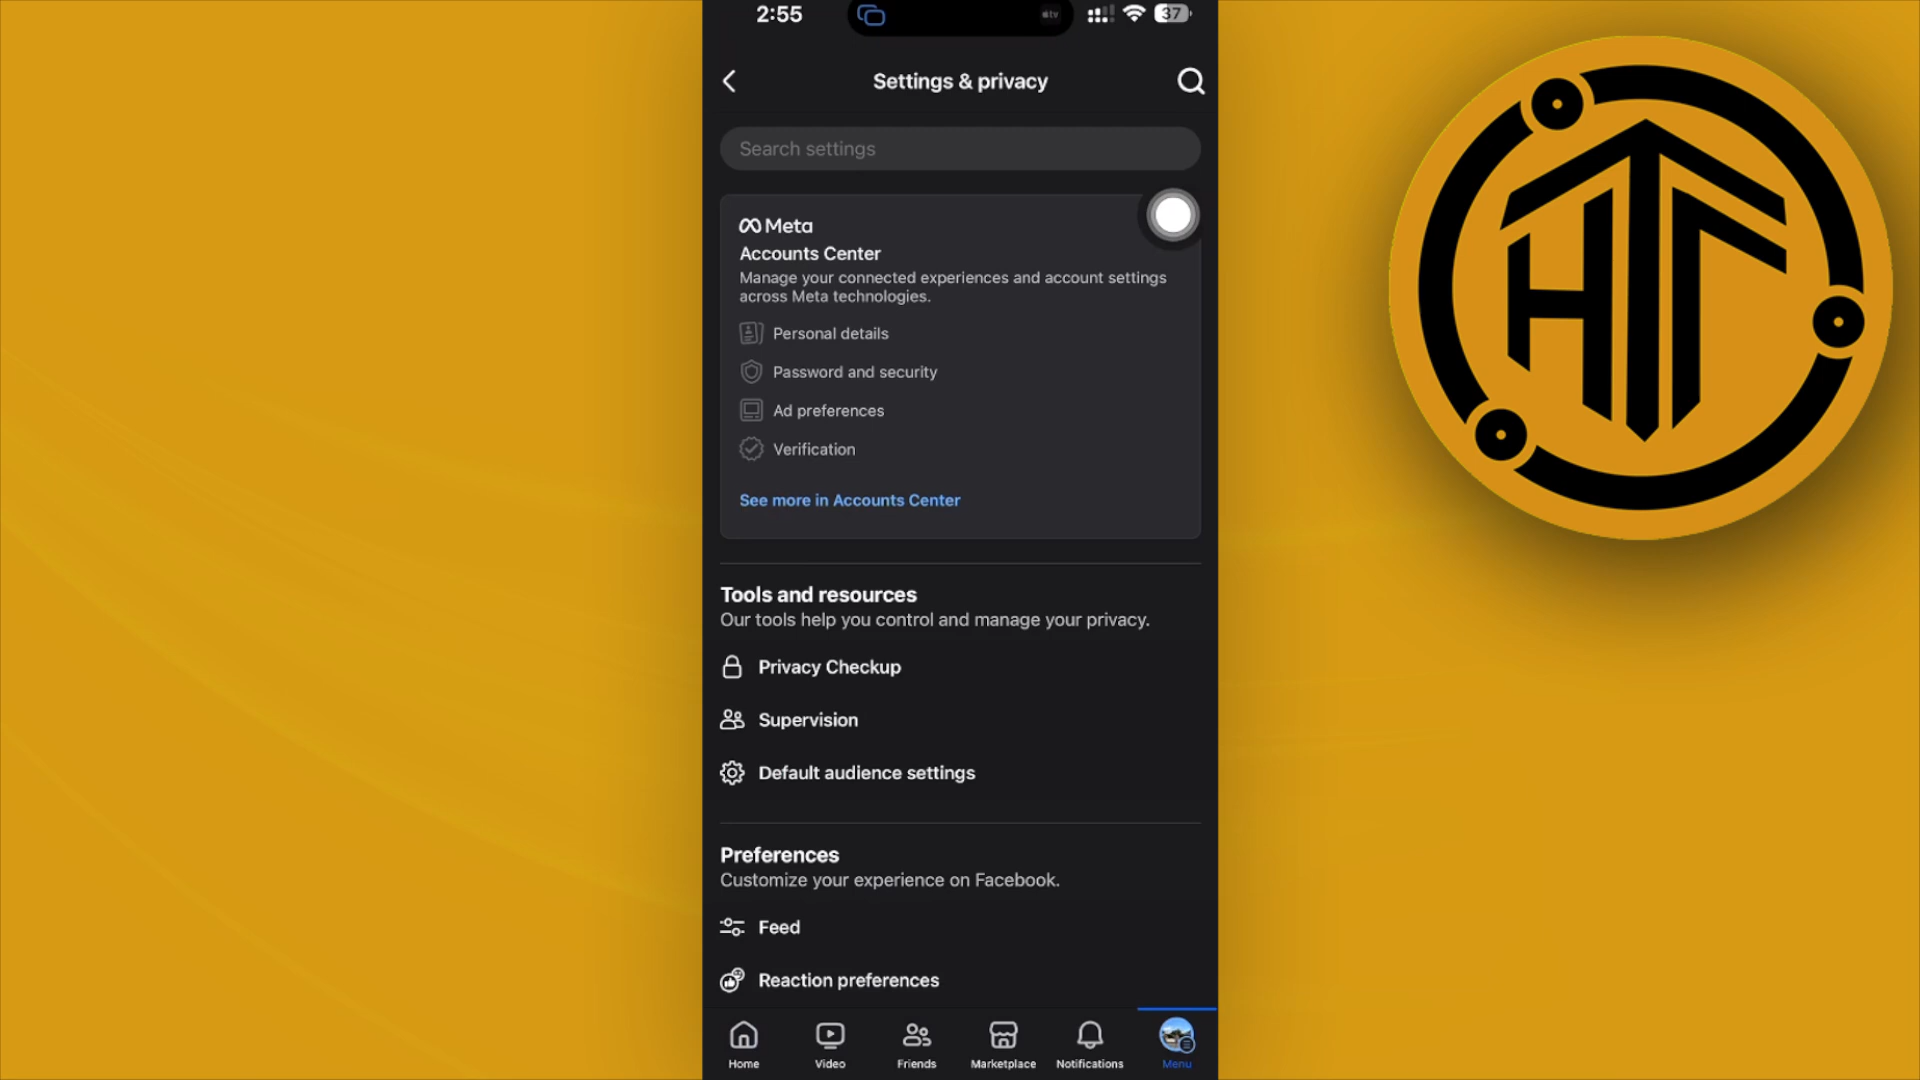 2:55
tv
37
Settings & privacy
Search settings
Meta
Accounts Center
Manage your connected experiences and account settings
across Meta technologies.
Personal details
Password and security
Ad preferences
Verification
See more in Accounts Center
Tools and resources
Our tools help you control and manage your privacy.
Privacy Checkup
Supervision
Default audience settings
Preferences
Customize your experience on Facebook.
Feed
Reaction preferences
Home Video Friends Marketplace Notifications Menu
HT